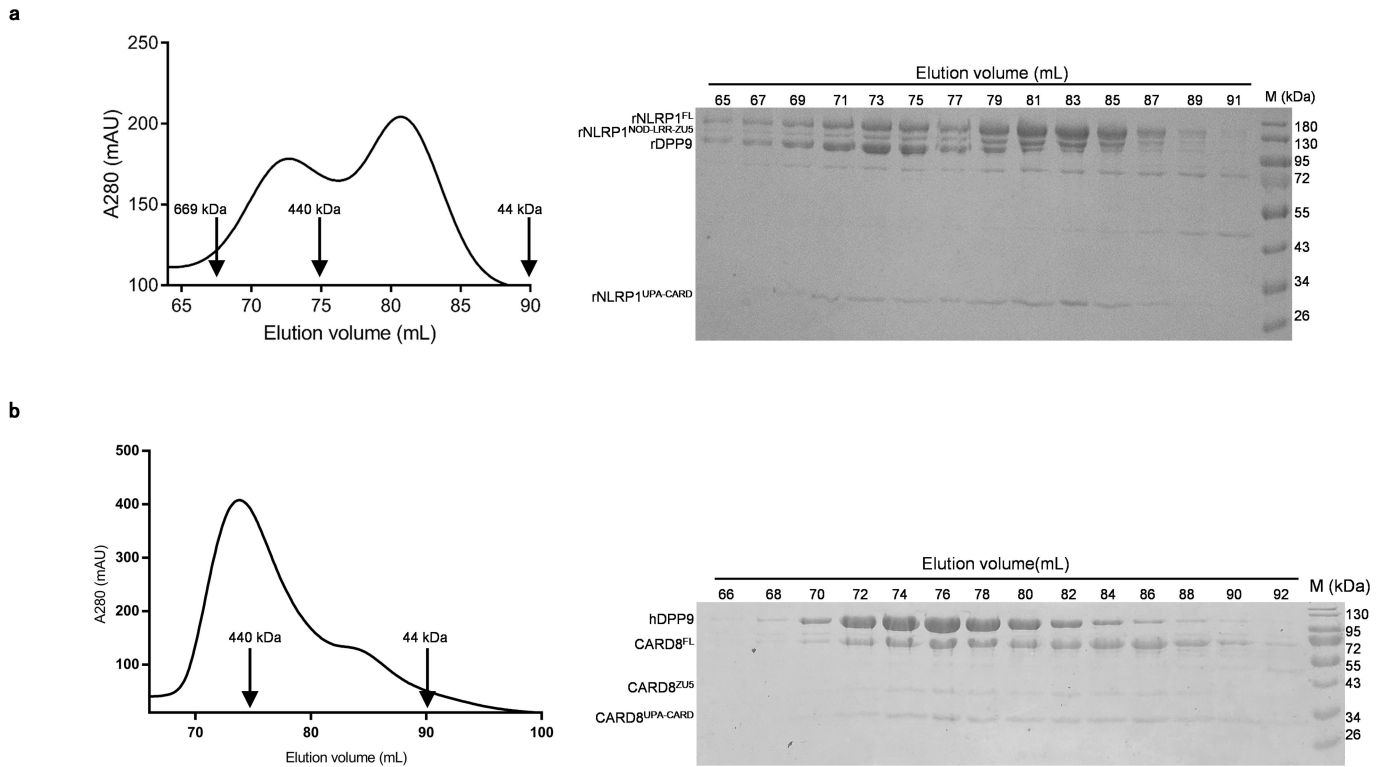 a
250
200
150
100
A280 (mAU)
669 kDa
440 kDa
44 kDa
65 70 75 80 85 90
Elution volume (mL)
Elution volume (mL)
65 67 69 71 73 75 77 79 81 83 85 87 89 91 M (kDa)
rNLRP1FL
rNLRP1NOD-LRR-ZU5
rDPP9
rNLRP1UPA-CARD
180
130
95
72
55
43
34
26
b
500
400
300
200
100
A280 (mAU)
440 kDa
44 kDa
70 80 90 100
Elution volume (mL)
Elution volume(mL)
66 68 70 72 74 76 78 80 82 84 86 88 90 92 M (kDa)
hDPP9
CARD8FL
CARD8ZU5
CARD8UPA-CARD
130
95
72
55
43
34
26